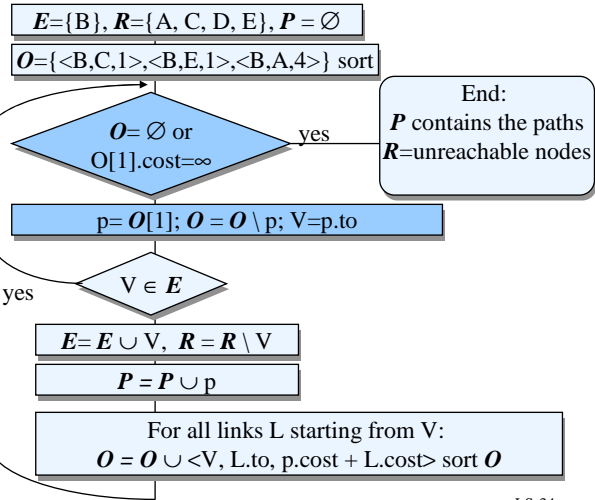 E={B}, R={A, C, D, E}, P = ∅
O={<B,C,1>,<B,E,1>,<B,A,4>} sort
O= ∅ or
O[1].cost=∞
yes
End:
P contains the paths
R=unreachable nodes
p= O[1]; O = O \ p; V=p.to
V ∈ E
yes
E= E ∪ V, R = R \ V
P = P ∪ p
For all links L starting from V:
O = O ∪ <V, L.to, p.cost + L.cost> sort O